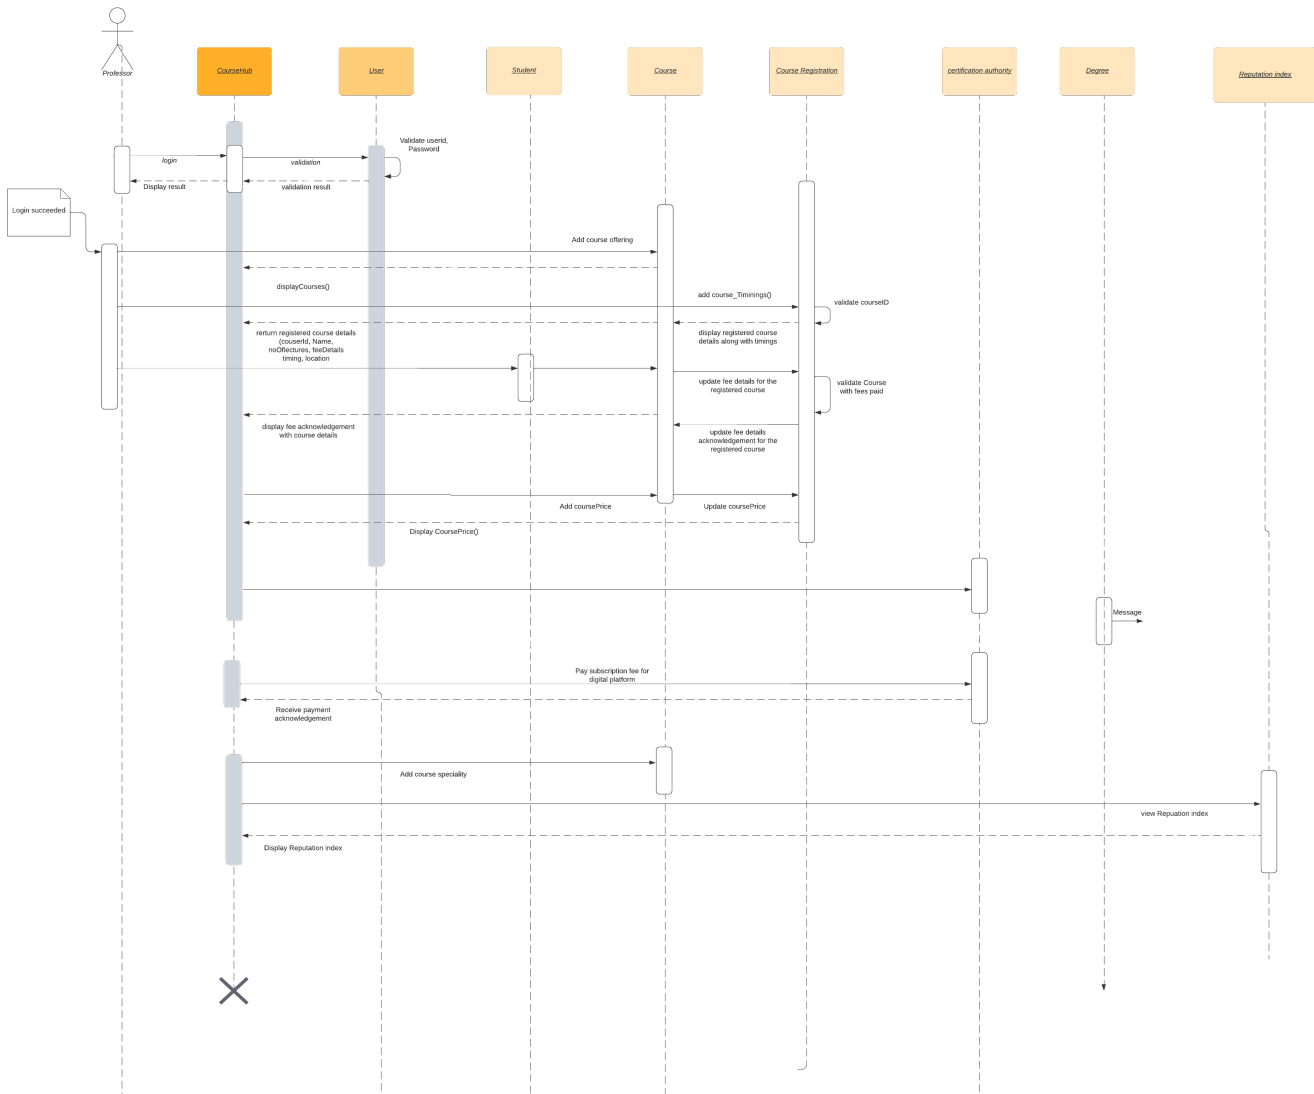 Professor
CourseHub
User
Student
Course
Course Registration
certification authority
Degree
Reputation index
Validate userid,
Password
login
validation
Display result
validation result
Login succeeded
Add course offering
displayCourses()
add course_Timinings()
validate courseID
rerturn registered course details
(couserId, Name,
noOflectures, feeDetails
timing, location
display registered course
details along with timings
update fee details for the
registered course
validate Course
with fees paid
display fee acknowledgement
with course details
update fee details
acknowledgement for the
registered course
Add coursePrice
Update coursePrice
Display CoursePrice()
Message
Pay subscription fee for
digital platform
Receive payment
acknowledgement
Add course speciality
view Repuation index
Display Reputation index